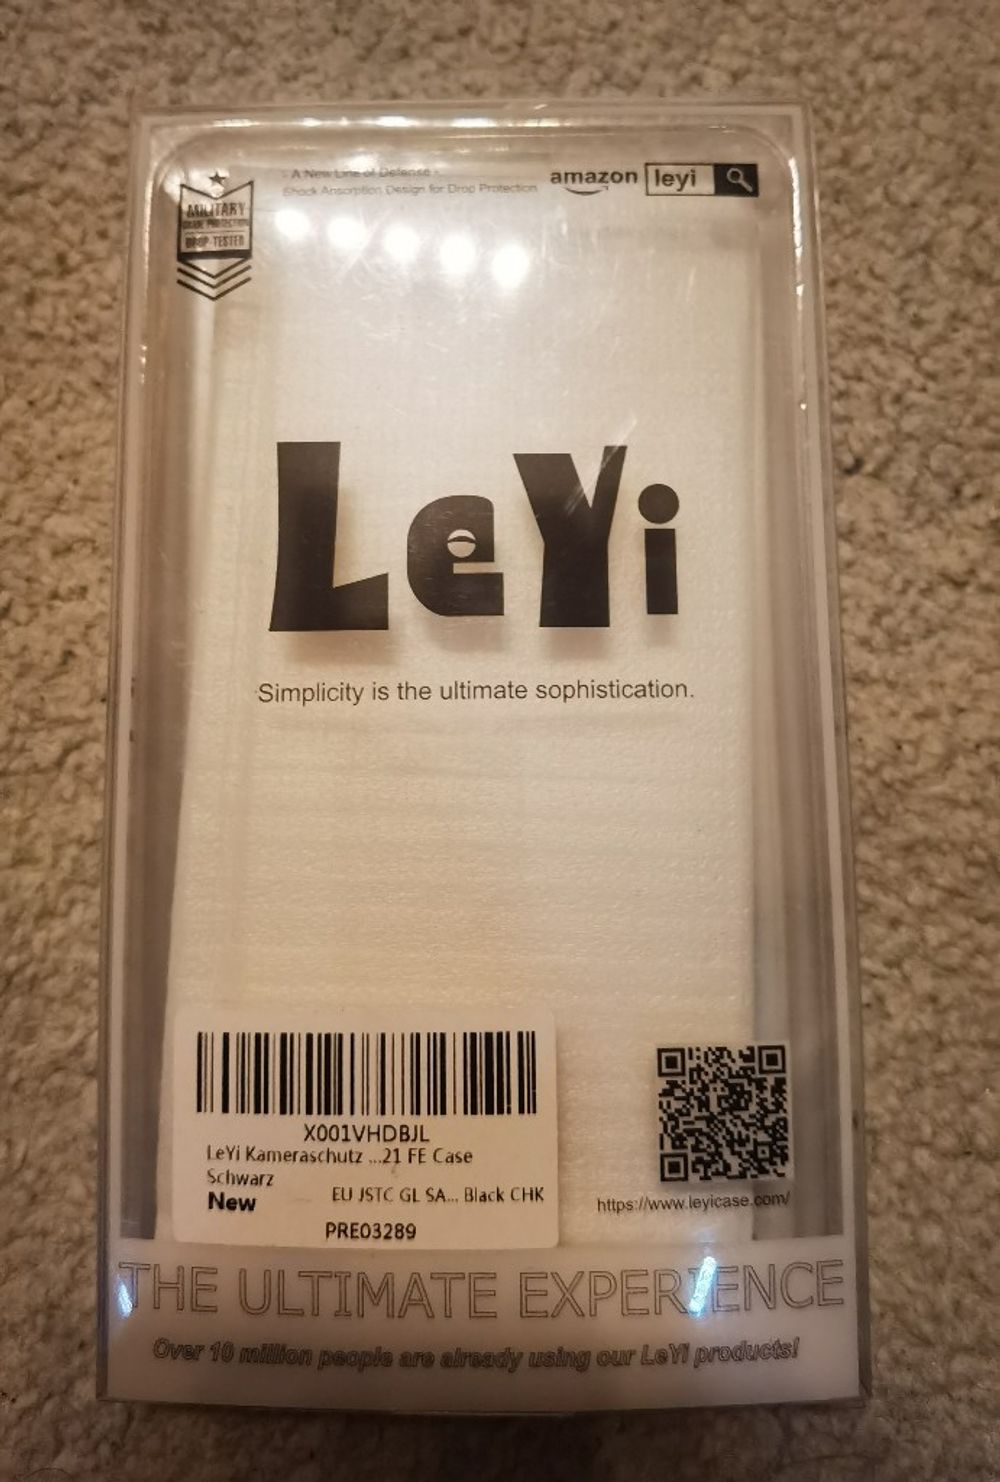 - A New Line of Defense -
Shock Ansorption Design for Drop Protection
amazon leyi
MILITARY
DROP-TESTED
LeYi
Simplicity is the ultimate sophistication.
X001VHDBJL
LeYi Kameraschutz ...21 FE Case
Schwarz
New EU JSTC GL SA... Black CHK
PRE03289
https://www.leyicase.com/
THE ULTIMATE EXPERIENCE
Over 10 million people are already using our LeYi products!